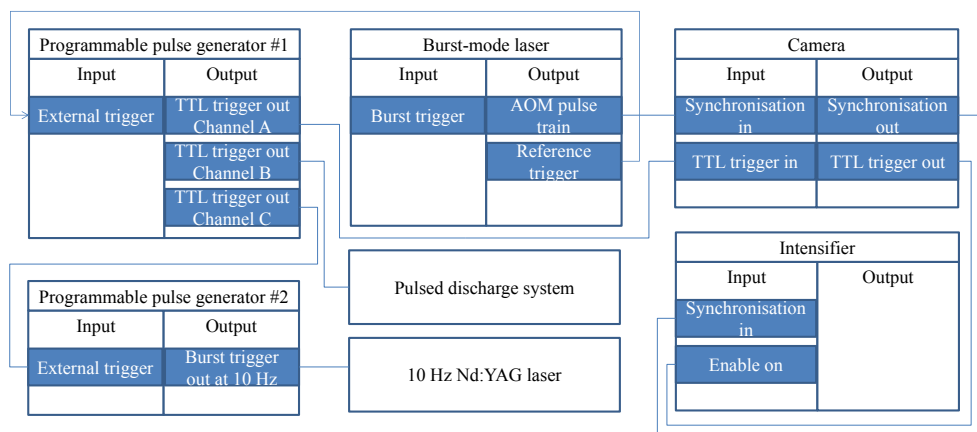 Programmable pulse generator #1
Input
Output
External trigger
TTL trigger out
Channel A
TTL trigger out
Channel B
TTL trigger out
Channel C
Burst-mode laser
Input
Output
Burst trigger
AOM pulse
train
Reference
trigger
Camera
Input
Output
Synchronisation
in
Synchronisation
out
TTL trigger in
TTL trigger out
Programmable pulse generator #2
Input
Output
External trigger
Burst trigger
out at 10 Hz
Pulsed discharge system
10 Hz Nd:YAG laser
Intensifier
Input
Output
Synchronisation
in
Enable on